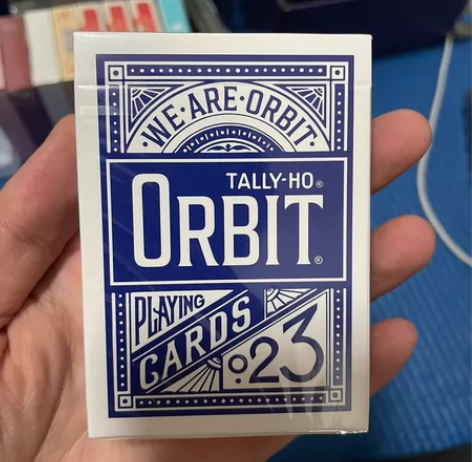 WE·ARE·ORBIT
TALLY-HO®
ORBIT®
PLAYING
CARDS
№23